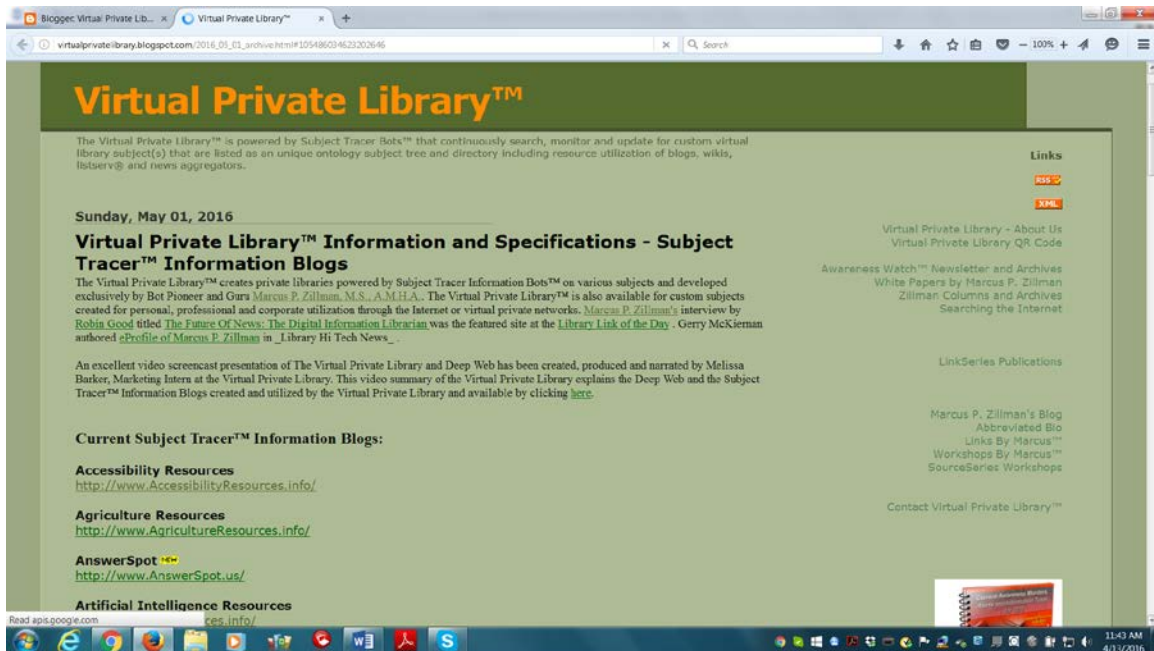 Blogger: Virtual Private Lib...
Virtual Private Library™
virtualprivatelibrary.blogspot.com/2016_05_01_archive.html#105486034623202646
Search
100%
Virtual Private Library™
The Virtual Private Library™ is powered by Subject Tracer Bots™ that continuously search, monitor and update for custom virtual
library subject(s) that are listed as an unique ontology subject tree and directory including resource utilization of blogs, wikis,
listserv® and news aggregators.
Links
RSS
XML
Sunday, May 01, 2016
Virtual Private Library™ Information and Specifications - Subject
Tracer™ Information Blogs
The Virtual Private Library™ creates private libraries powered by Subject Tracer Information Bots™ on various subjects and developed
exclusively by Bot Pioneer and Guru Marcus P. Zillman, M.S., A.M.H.A.. The Virtual Private Library™ is also available for custom subjects
created for personal, professional and corporate utilization through the Internet or virtual private networks. Marcus P. Zillman's interview by
Robin Good titled The Future Of News: The Digital Information Librarian was the featured site at the Library Link of the Day . Gerry McKiernan
authored eProfile of Marcus P. Zillman in _Library Hi Tech News_ .
An excellent video screencast presentation of The Virtual Private Library and Deep Web has been created, produced and narrated by Melissa
Barker, Marketing Intern at the Virtual Private Library. This video summary of the Virtual Private Library explains the Deep Web and the Subject
Tracer™ Information Blogs created and utilized by the Virtual Private Library and available by clicking here.
Current Subject Tracer™ Information Blogs:
Accessibility Resources
http://www.AccessibilityResources.info/
Agriculture Resources
http://www.AgricultureResources.info/
AnswerSpot NEW
http://www.AnswerSpot.us/
Artificial Intelligence Resources
ces.info/
Virtual Private Library - About Us
Virtual Private Library QR Code
Awareness Watch™ Newsletter and Archives
White Papers by Marcus P. Zillman
Zillman Columns and Archives
Searching the Internet
LinkSeries Publications
Marcus P. Zillman's Blog
Abbreviated Bio
Links By Marcus™
Workshops By Marcus™
SourceSeries Workshops
Contact Virtual Private Library™
Read apis.google.com
11:43 AM
4/13/2016